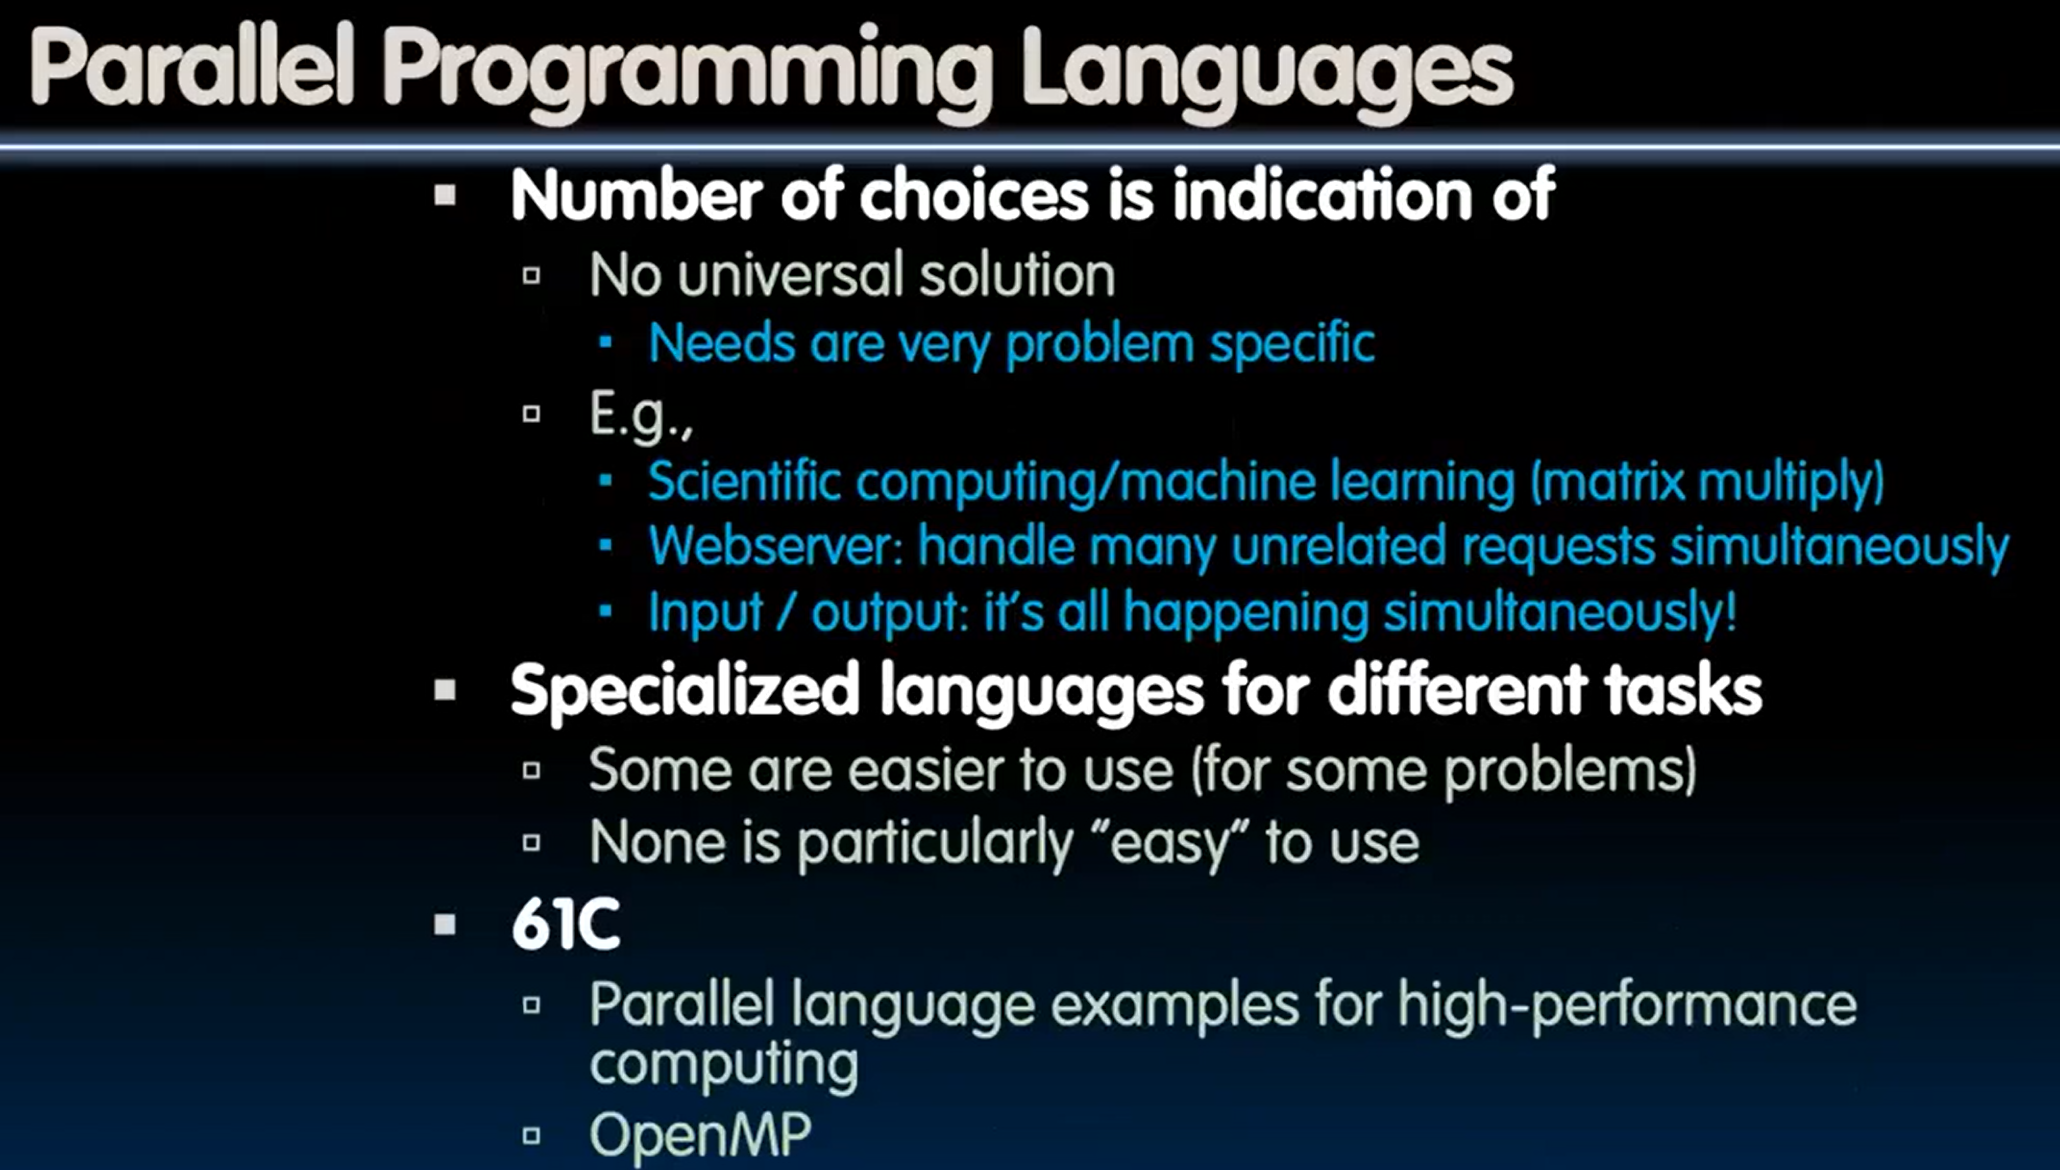 Parallel Programming Languages
Number of choices is indication of
No universal solution
Needs are very problem specific
E.g.,
Scientific computing/machine learning (matrix multiply)
Webserver: handle many unrelated requests simultaneously
Input / output: it's all happening simultaneously!
Specialized languages for different tasks
Some are easier to use (for some problems)
None is particularly "easy" to use
61C
Parallel language examples for high-performance
computing
OpenMP